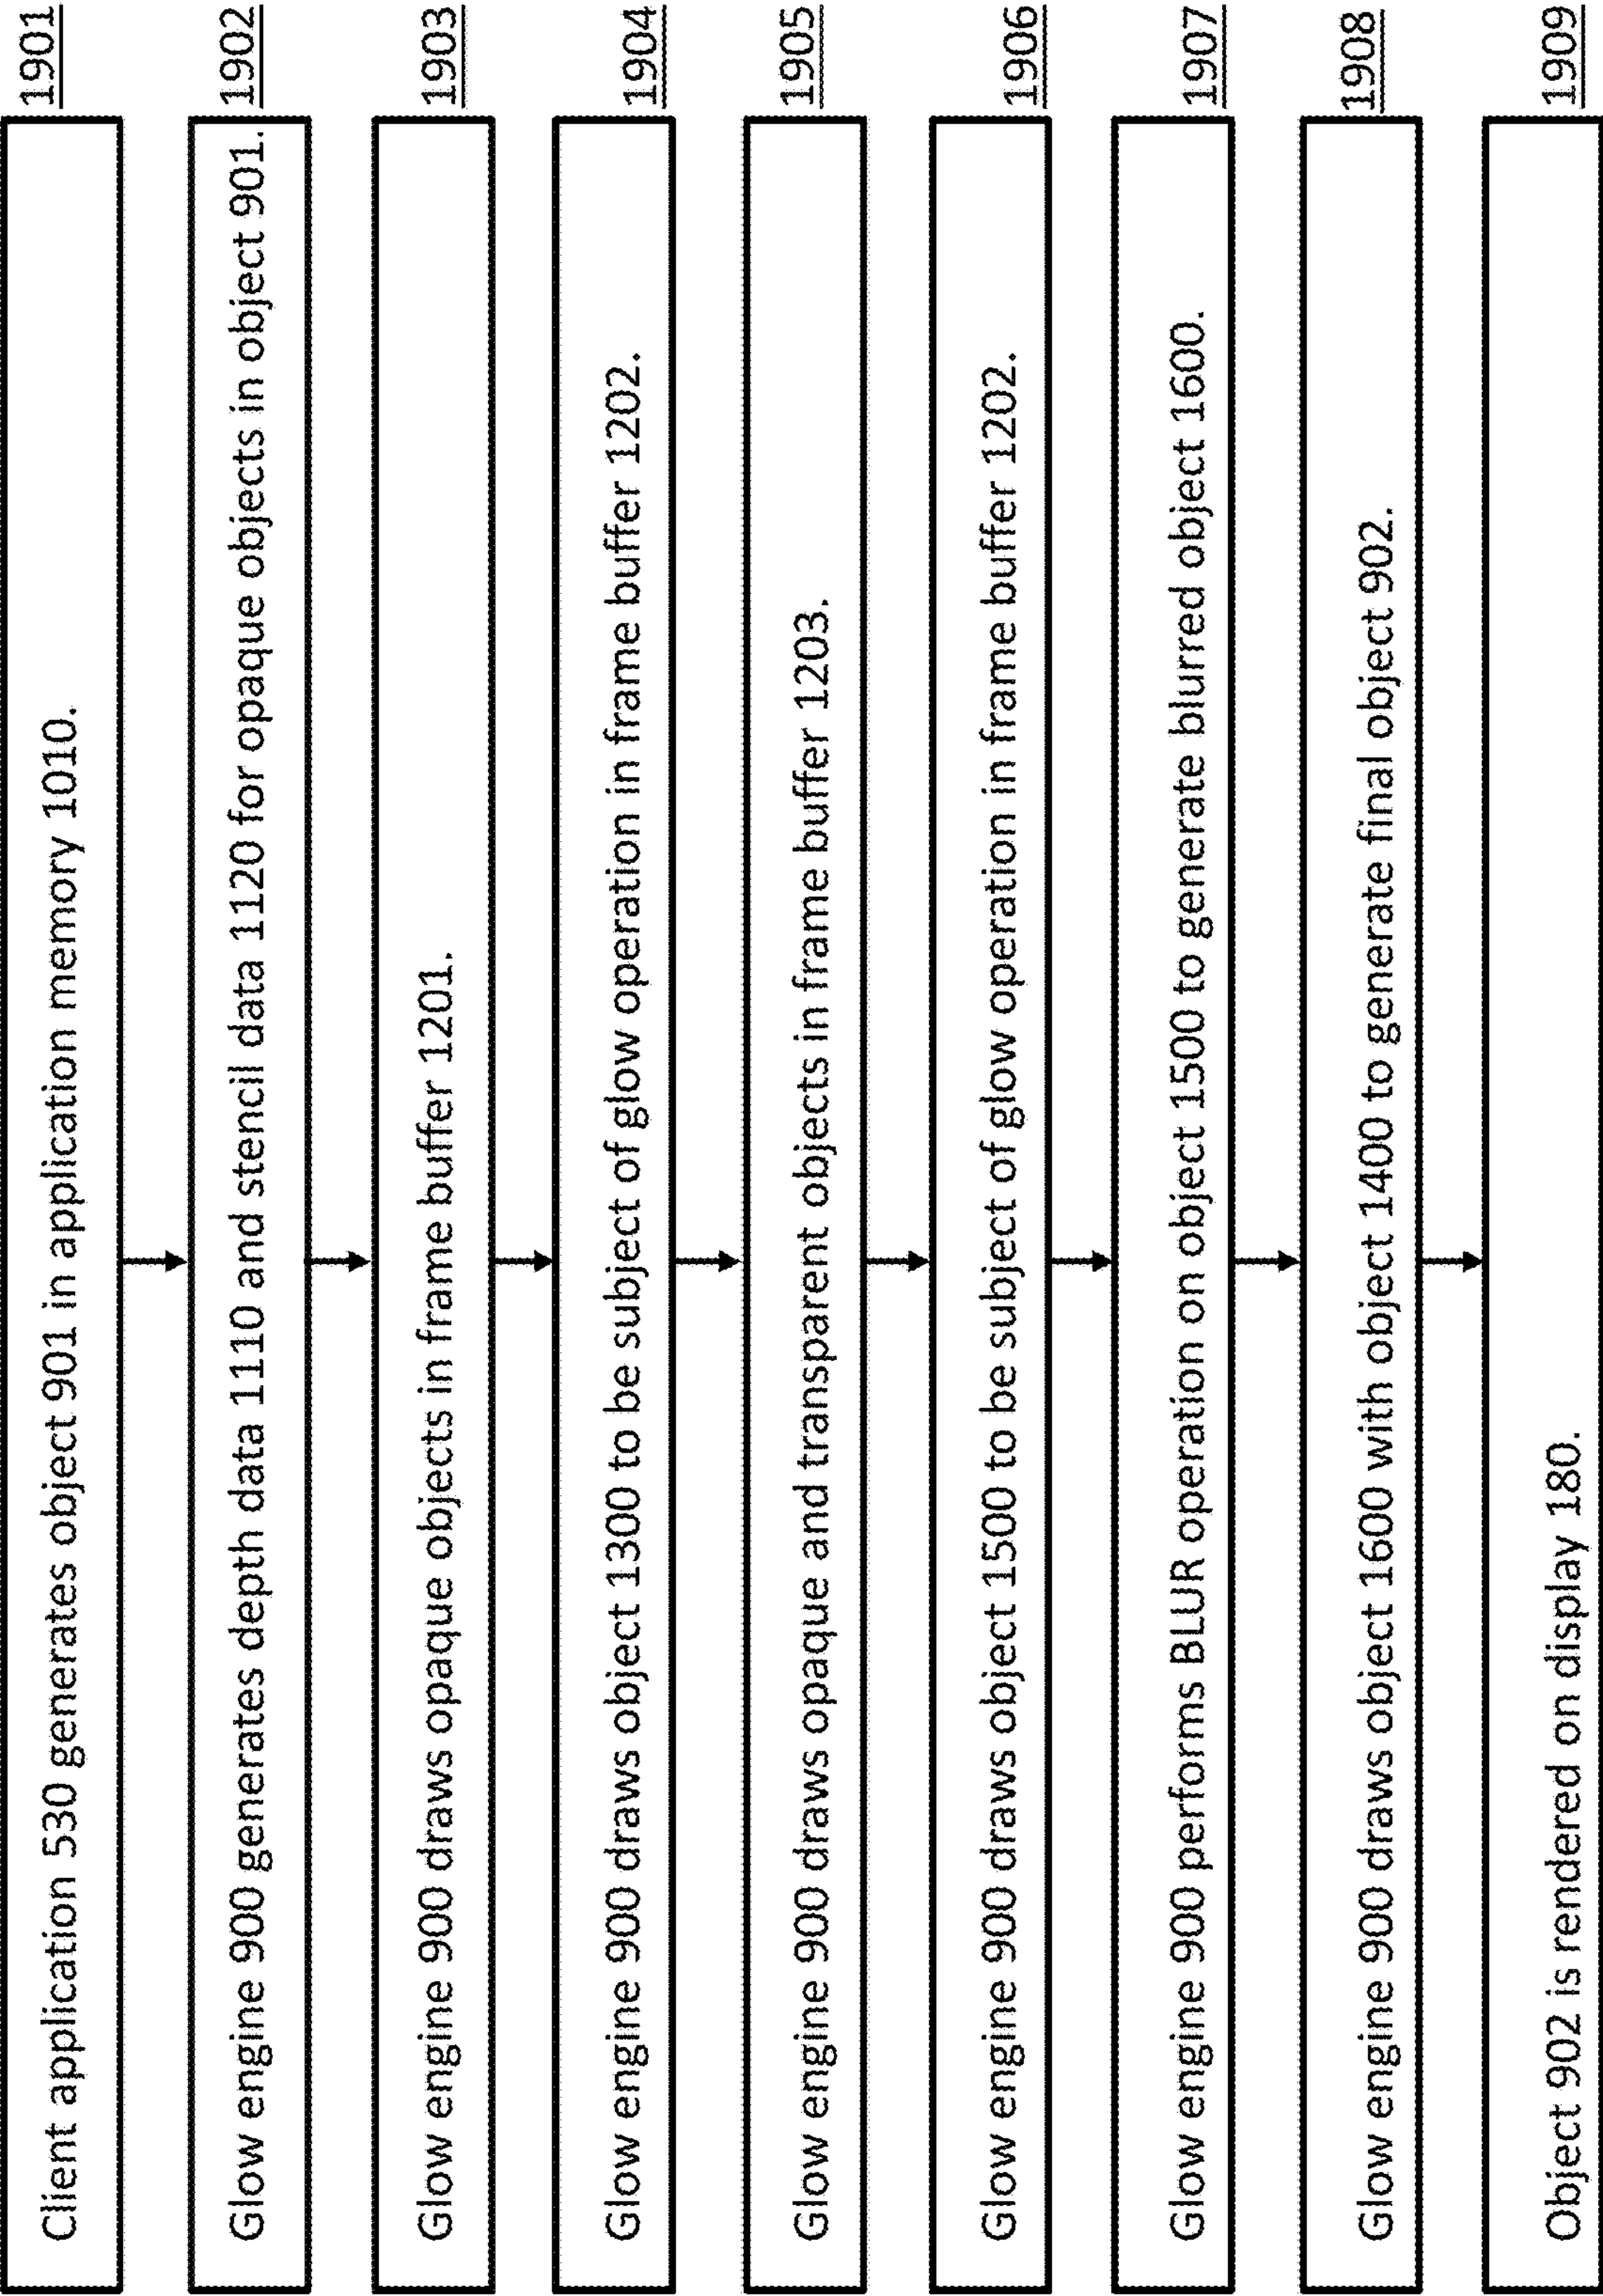 Client application 530 generates object 901 in application memory 1010.
1901
Glow engine 900 generates depth data 1110 and stencil data 1120 for opaque objects in object 901.
1902
Glow engine 900 draws opaque objects in frame buffer 1201.
1903
Glow engine 900 draws object 1300 to be subject of glow operation in frame buffer 1202.
1904
Glow engine 900 draws opaque and transparent objects in frame buffer 1203.
1905
Glow engine 900 draws object 1500 to be subject of glow operation in frame buffer 1202.
1906
Glow engine 900 performs BLUR operation on object 1500 to generate blurred object 1600.
1907
Glow engine 900 draws object 1600 with object 1400 to generate final object 902.
1908
Object 902 is rendered on display 180.
1909